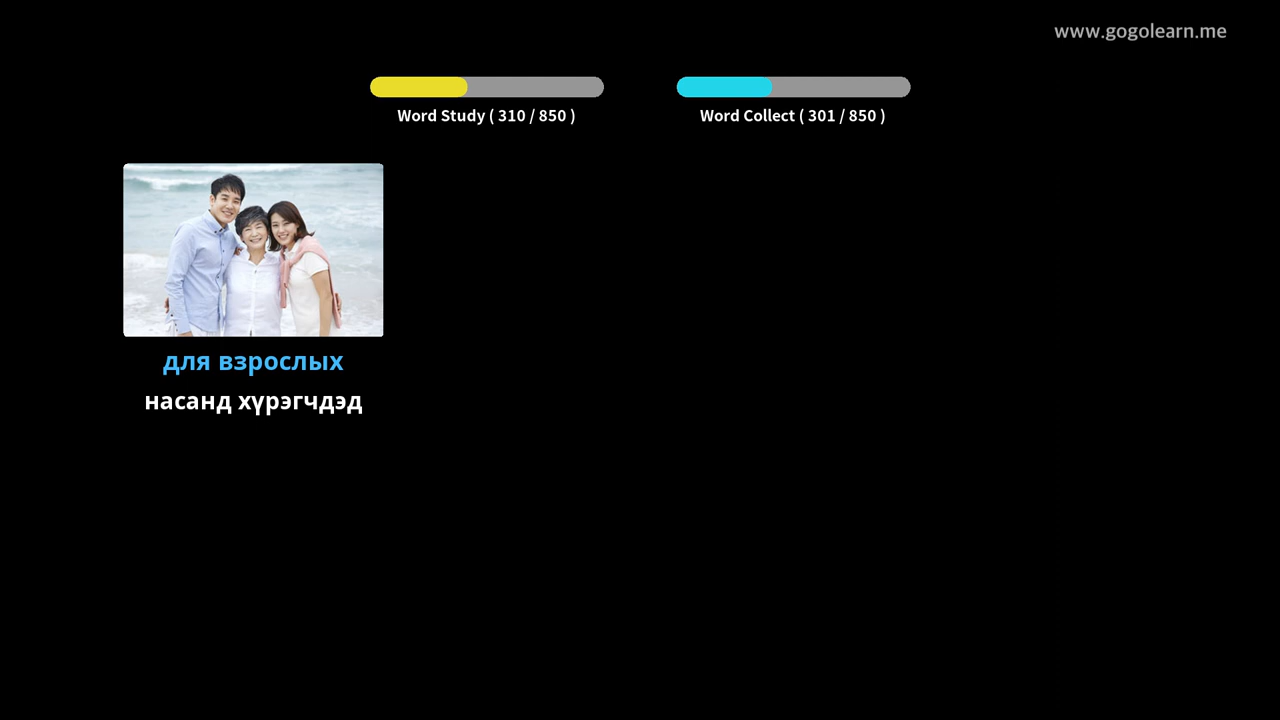 www.gogolearn.me
Word Study ( 310 / 850 )
Word Collect ( 301 / 850 )
для взрослых
насанд хүрэгчдэд